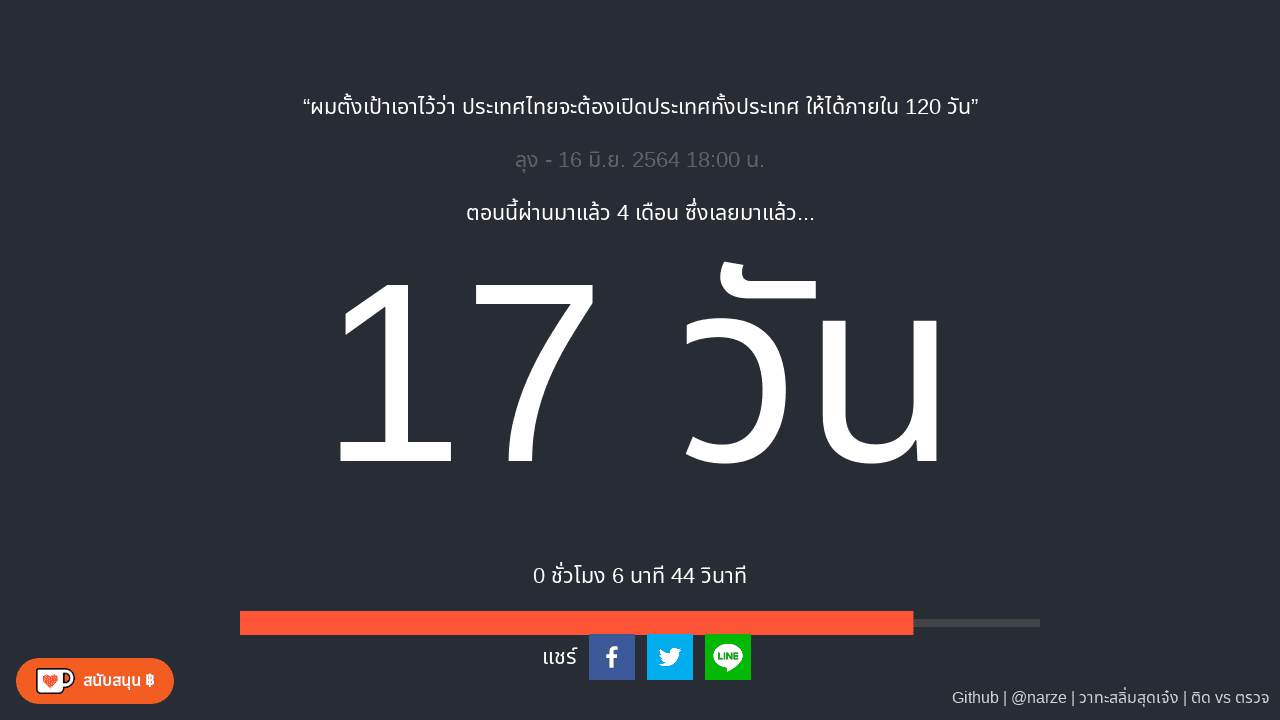 “ผมตั้งเป้าเอาไว้ว่า ประเทศไทยจะต้องเปิดประเทศทั้งประเทศ ให้ได้ภายใน 120 วัน”
ลุง - 16 มิ.ย. 2564 18:00 น.
ตอนนี้ผ่านมาแล้ว 4 เดือน ซึ่งเลยมาแล้ว...
17 วัน
0 ชั่วโมง 6 นาที 44 วินาที
แชร์
LINE
สนับสนุน ฿
Github | @narze | วาทะสลิ่มสุดเจ๋ง | ติด vs ตรวจ